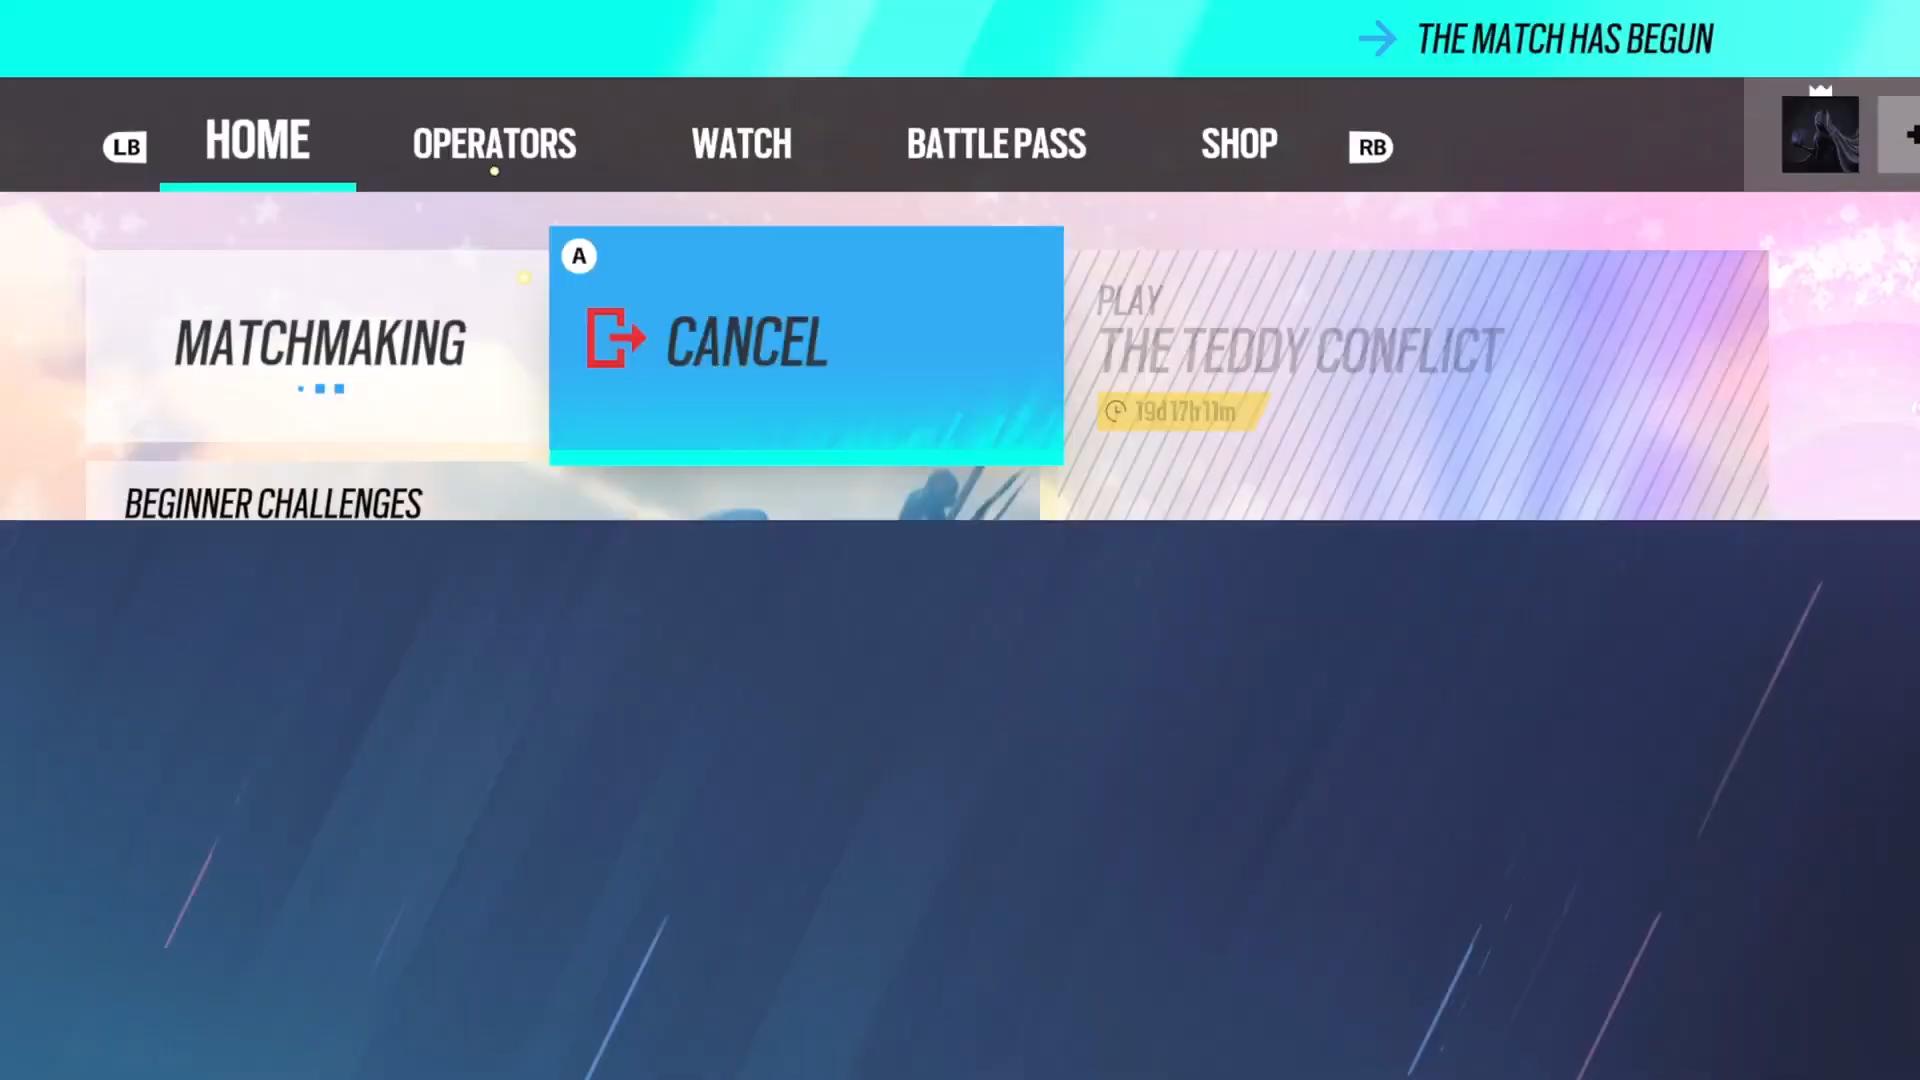 THE MATCH HAS BEGUN
LB HOME OPERATORS WATCH BATTLE PASS SHOP RB
MATCHMAKING
A
CANCEL
PLAY
THE TEDDY CONFLICT
19d 17h 11m
BEGINNER CHALLENGES